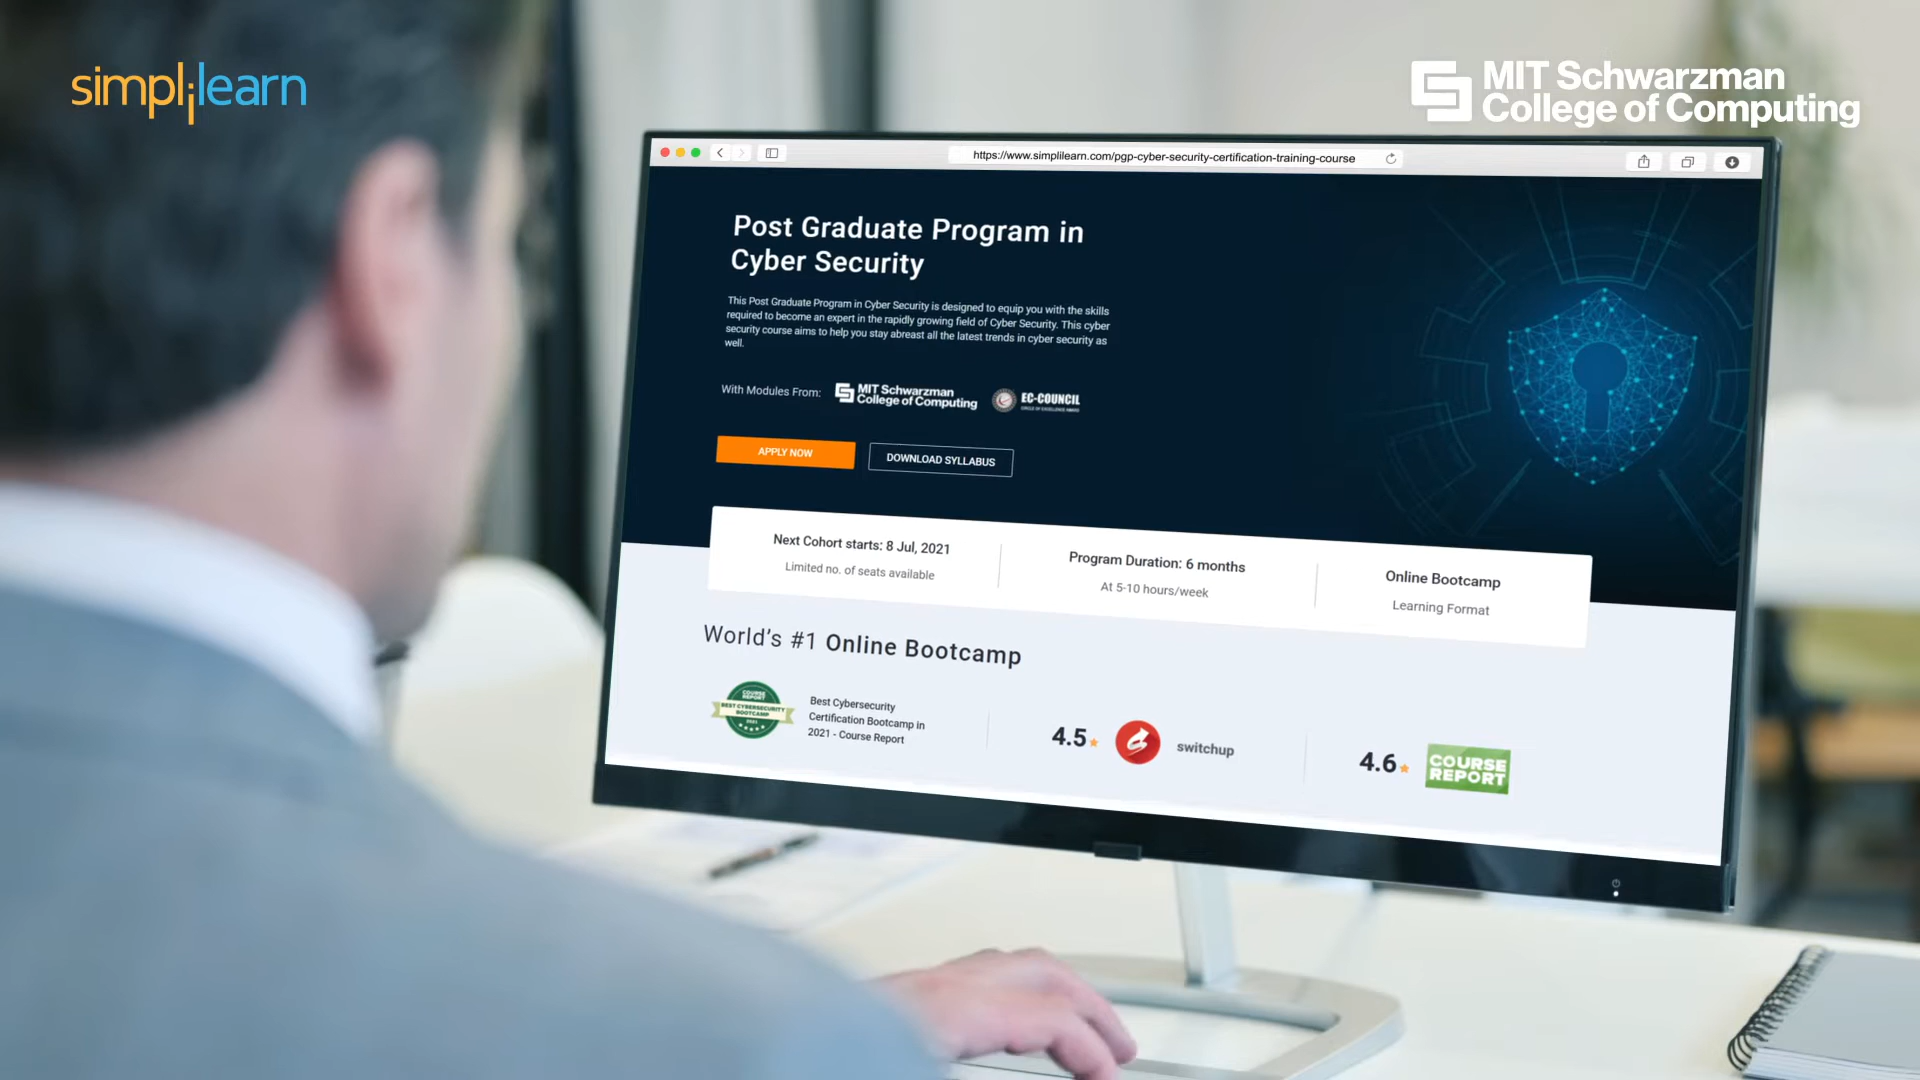 simplilearn
MIT Schwarzman
College of Computing
https://www.simplilearn.com/pgp-cyber-security-certification-training-course
Post Graduate Program in
Cyber Security
This Post Graduate Program in Cyber Security is designed to equip you with the skills
required to become an expert in the rapidly growing field of Cyber Security. This cyber
security course aims to help you stay abreast all the latest trends in cyber security as
well.
With Modules From:
MIT Schwarzman
College of Computing
EC-COUNCIL
APPLY NOW
DOWNLOAD SYLLABUS
Next Cohort starts: 8 Jul, 2021
Limited no. of seats available
Program Duration: 6 months
At 5-10 hours/week
Online Bootcamp
Learning Format
World's #1 Online Bootcamp
COURSE
REPORT
BEST CYBERSECURITY
BOOTCAMP
2021
Best Cybersecurity
Certification Bootcamp in
2021 - Course Report
4.5
switchup
4.6
COURSE
REPORT